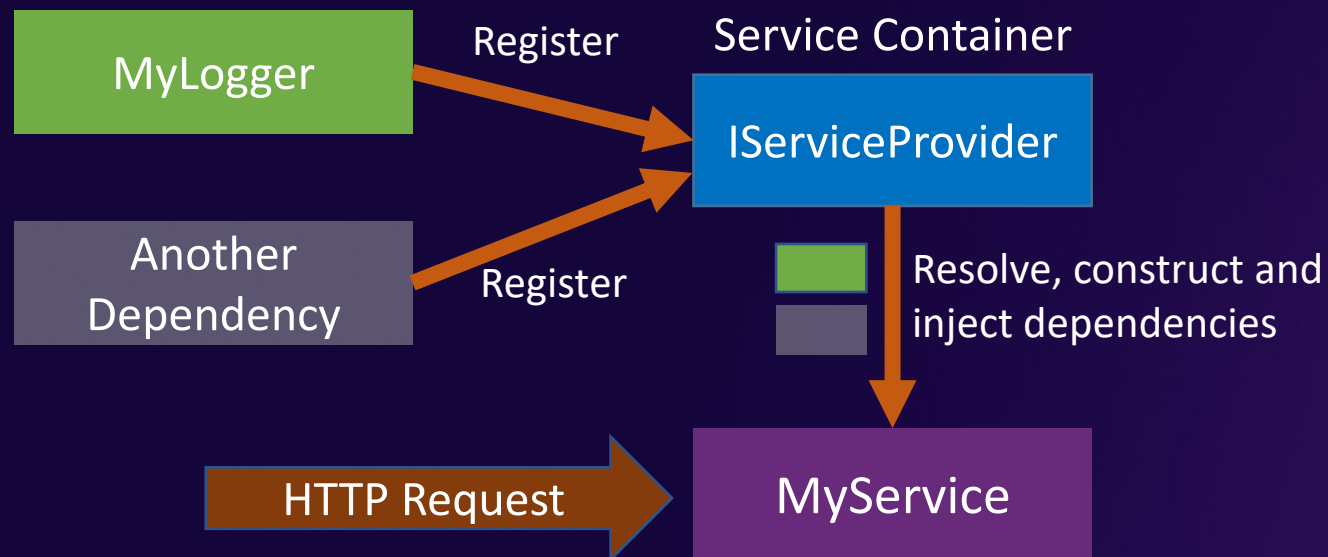 MyLogger
Register
Service Container
IServiceProvider
Another
Dependency
Register
Resolve, construct and
inject dependencies
HTTP Request
MyService